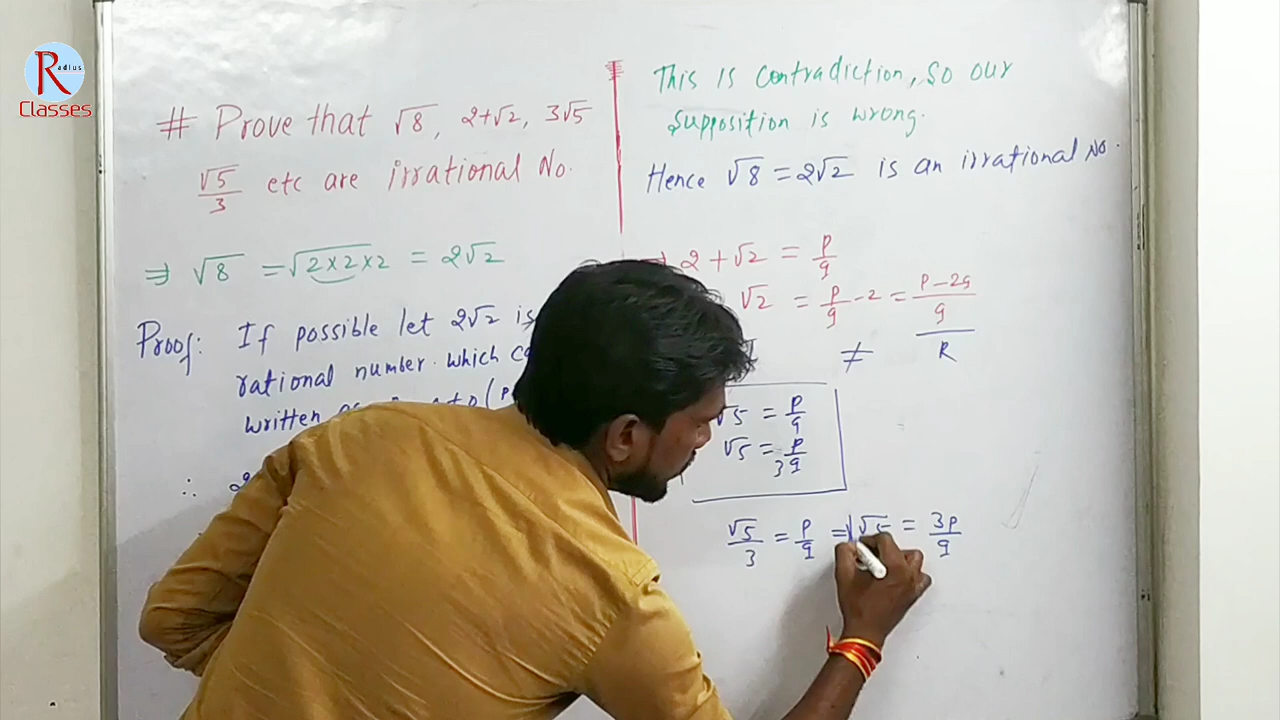 Radius
Classes
# Prove that √8, 2+√2, 3√5
√5/3 etc are irrational No.
⇒ √8 = √2×2×2 = 2√2
Proof: If possible let 2√2 is
rational number. which
written
∴ 2
This is contradiction, so our
supposition is wrong.
Hence √8 = 2√2 is an irrational No.
⇒ 2+√2 = p/q
√2 = p/q - 2 = p-2q/q
≠ R
√5 = p/q
√5 = p/3q
√5/3 = p/q = √5 = 3p/q